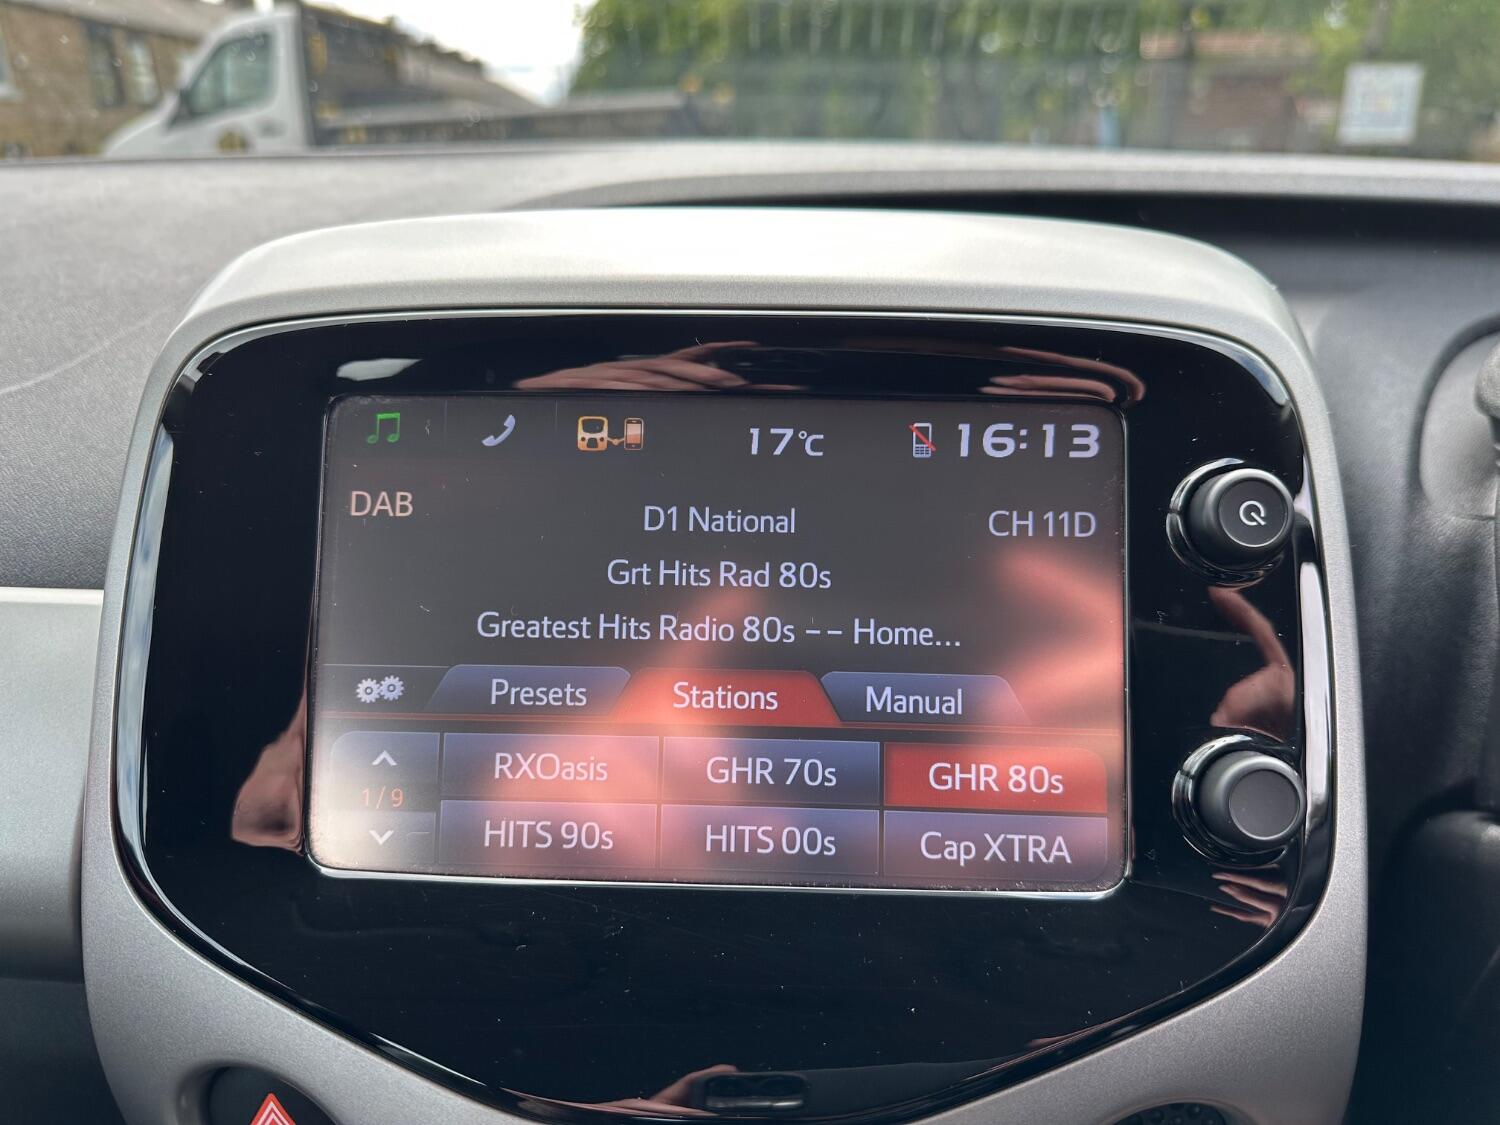 17°C
16:13
DAB
D1 National
CH 11D
Grt Hits Rad 80s
Greatest Hits Radio 80s -- Home...
Presets
Stations
Manual
RXOasis
GHR 70s
GHR 80s
1/9
HITS 90s
HITS 00s
Cap XTRA